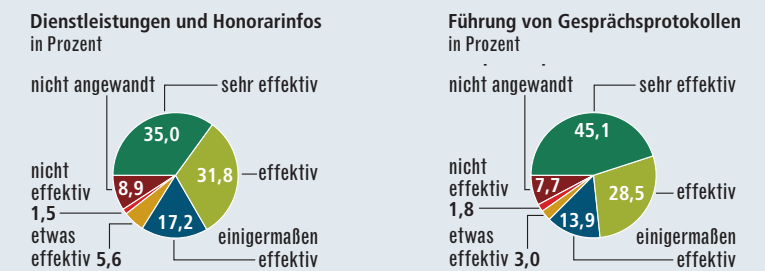 Dienstleistungen und Honorarinfos
in Prozent
nicht angewandt
sehr effektiv
35,0
31,8
effektiv
8,9
nicht
effektiv
1,5
17,2
etwas
effektiv 5,6
einigermaßen
effektiv
Führung von Gesprächsprotokollen
in Prozent
nicht angewandt
sehr effektiv
45,1
nicht
effektiv
1,8
7,7
28,5
effektiv
13,9
etwas
effektiv 3,0
einigermaßen
effektiv